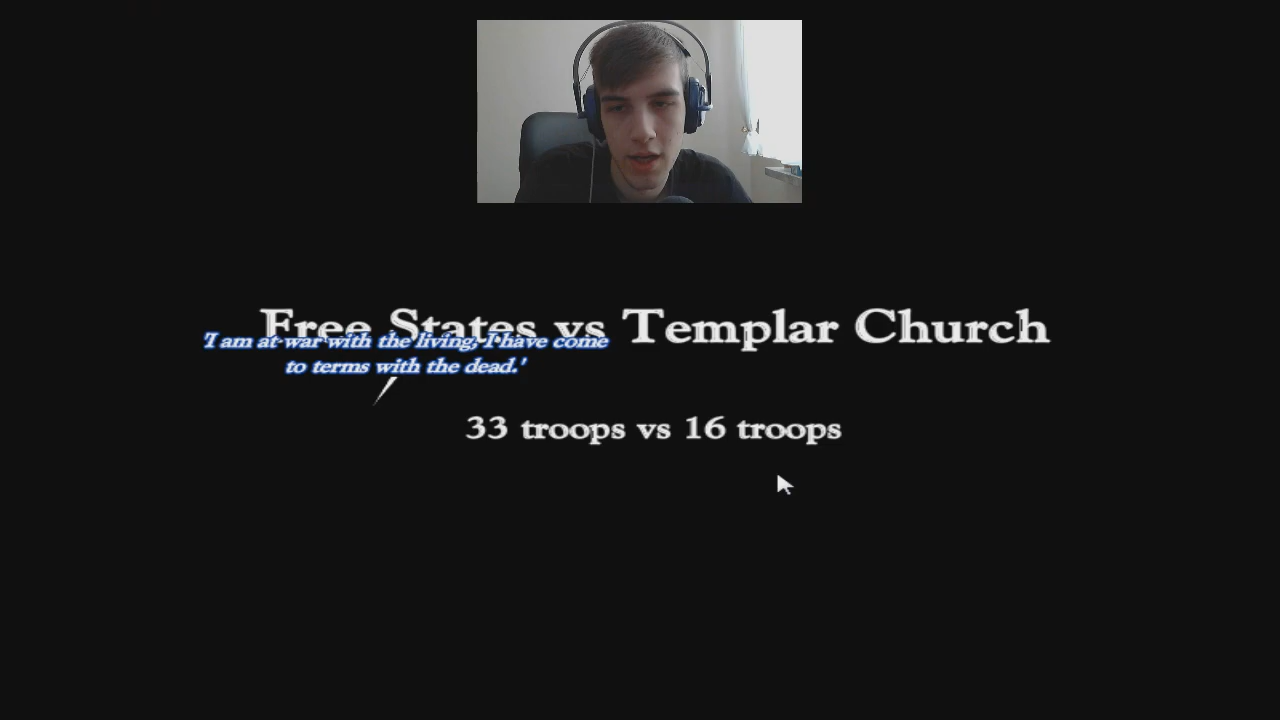 Free States vs Templar Church
'I am at war with the living, I have come
to terms with the dead.'
33 troops vs 16 troops